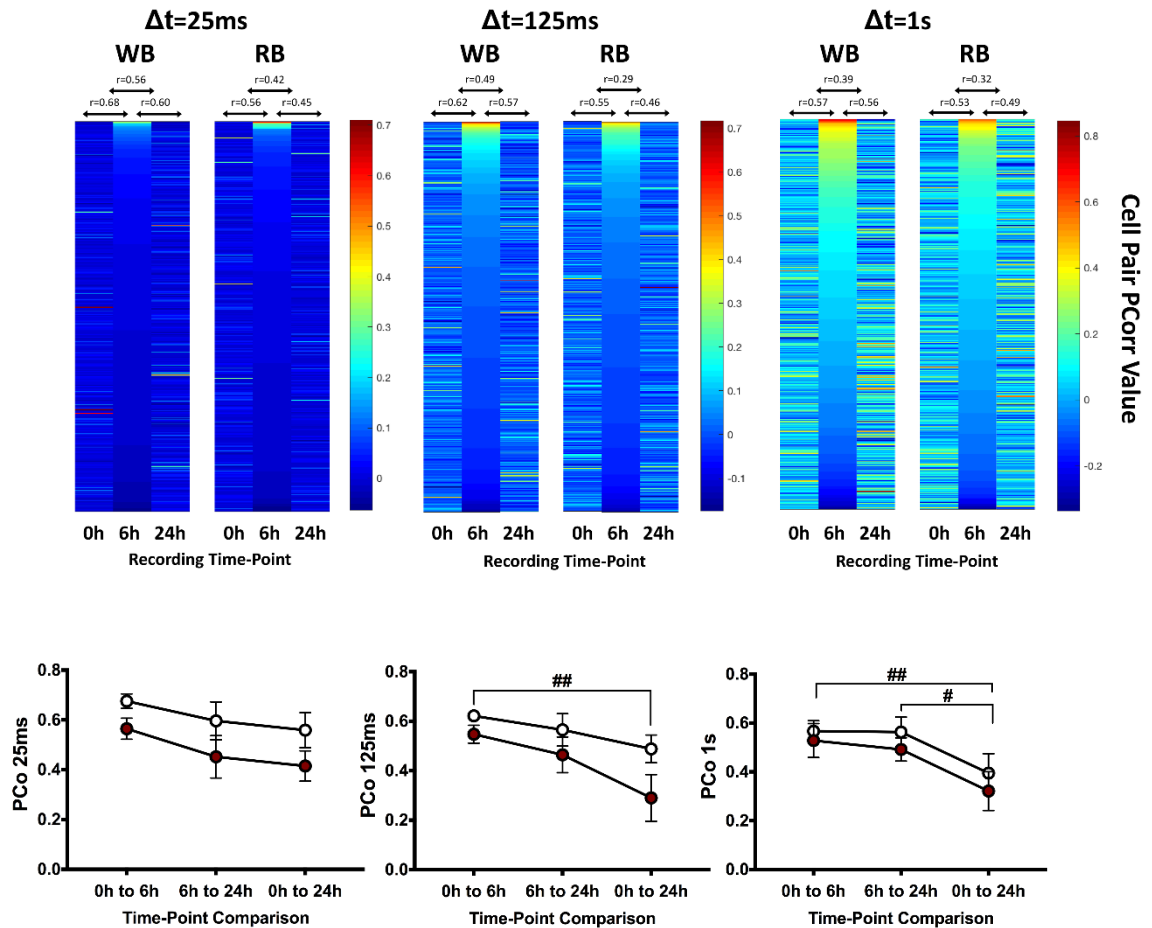 Δt=25ms
Δt=125ms
Δt=1s
WB
RB
WB
RB
WB
RB
r=0.56
r=0.42
r=0.49
r=0.29
r=0.39
r=0.32
r=0.68
r=0.60
r=0.56
r=0.45
r=0.62
r=0.57
r=0.55
r=0.46
r=0.57
r=0.56
r=0.53
r=0.49
0.7
0.6
0.5
0.4
0.3
0.2
0.1
0
0.7
0.6
0.5
0.4
0.3
0.2
0.1
0
-0.1
0.8
0.6
0.4
0.2
0
-0.2
Cell Pair PCorr Value
0h 6h 24h
0h 6h 24h
0h 6h 24h
0h 6h 24h
0h 6h 24h
0h 6h 24h
Recording Time-Point
Recording Time-Point
Recording Time-Point
PCo 25ms
0.8
0.6
0.4
0.2
0.0
0h to 6h
6h to 24h
0h to 24h
Time-Point Comparison
PCo 125ms
0.8
0.6
0.4
0.2
0.0
##
0h to 6h
6h to 24h
0h to 24h
Time-Point Comparison
PCo 1s
0.8
0.6
0.4
0.2
0.0
##
#
0h to 6h
6h to 24h
0h to 24h
Time-Point Comparison